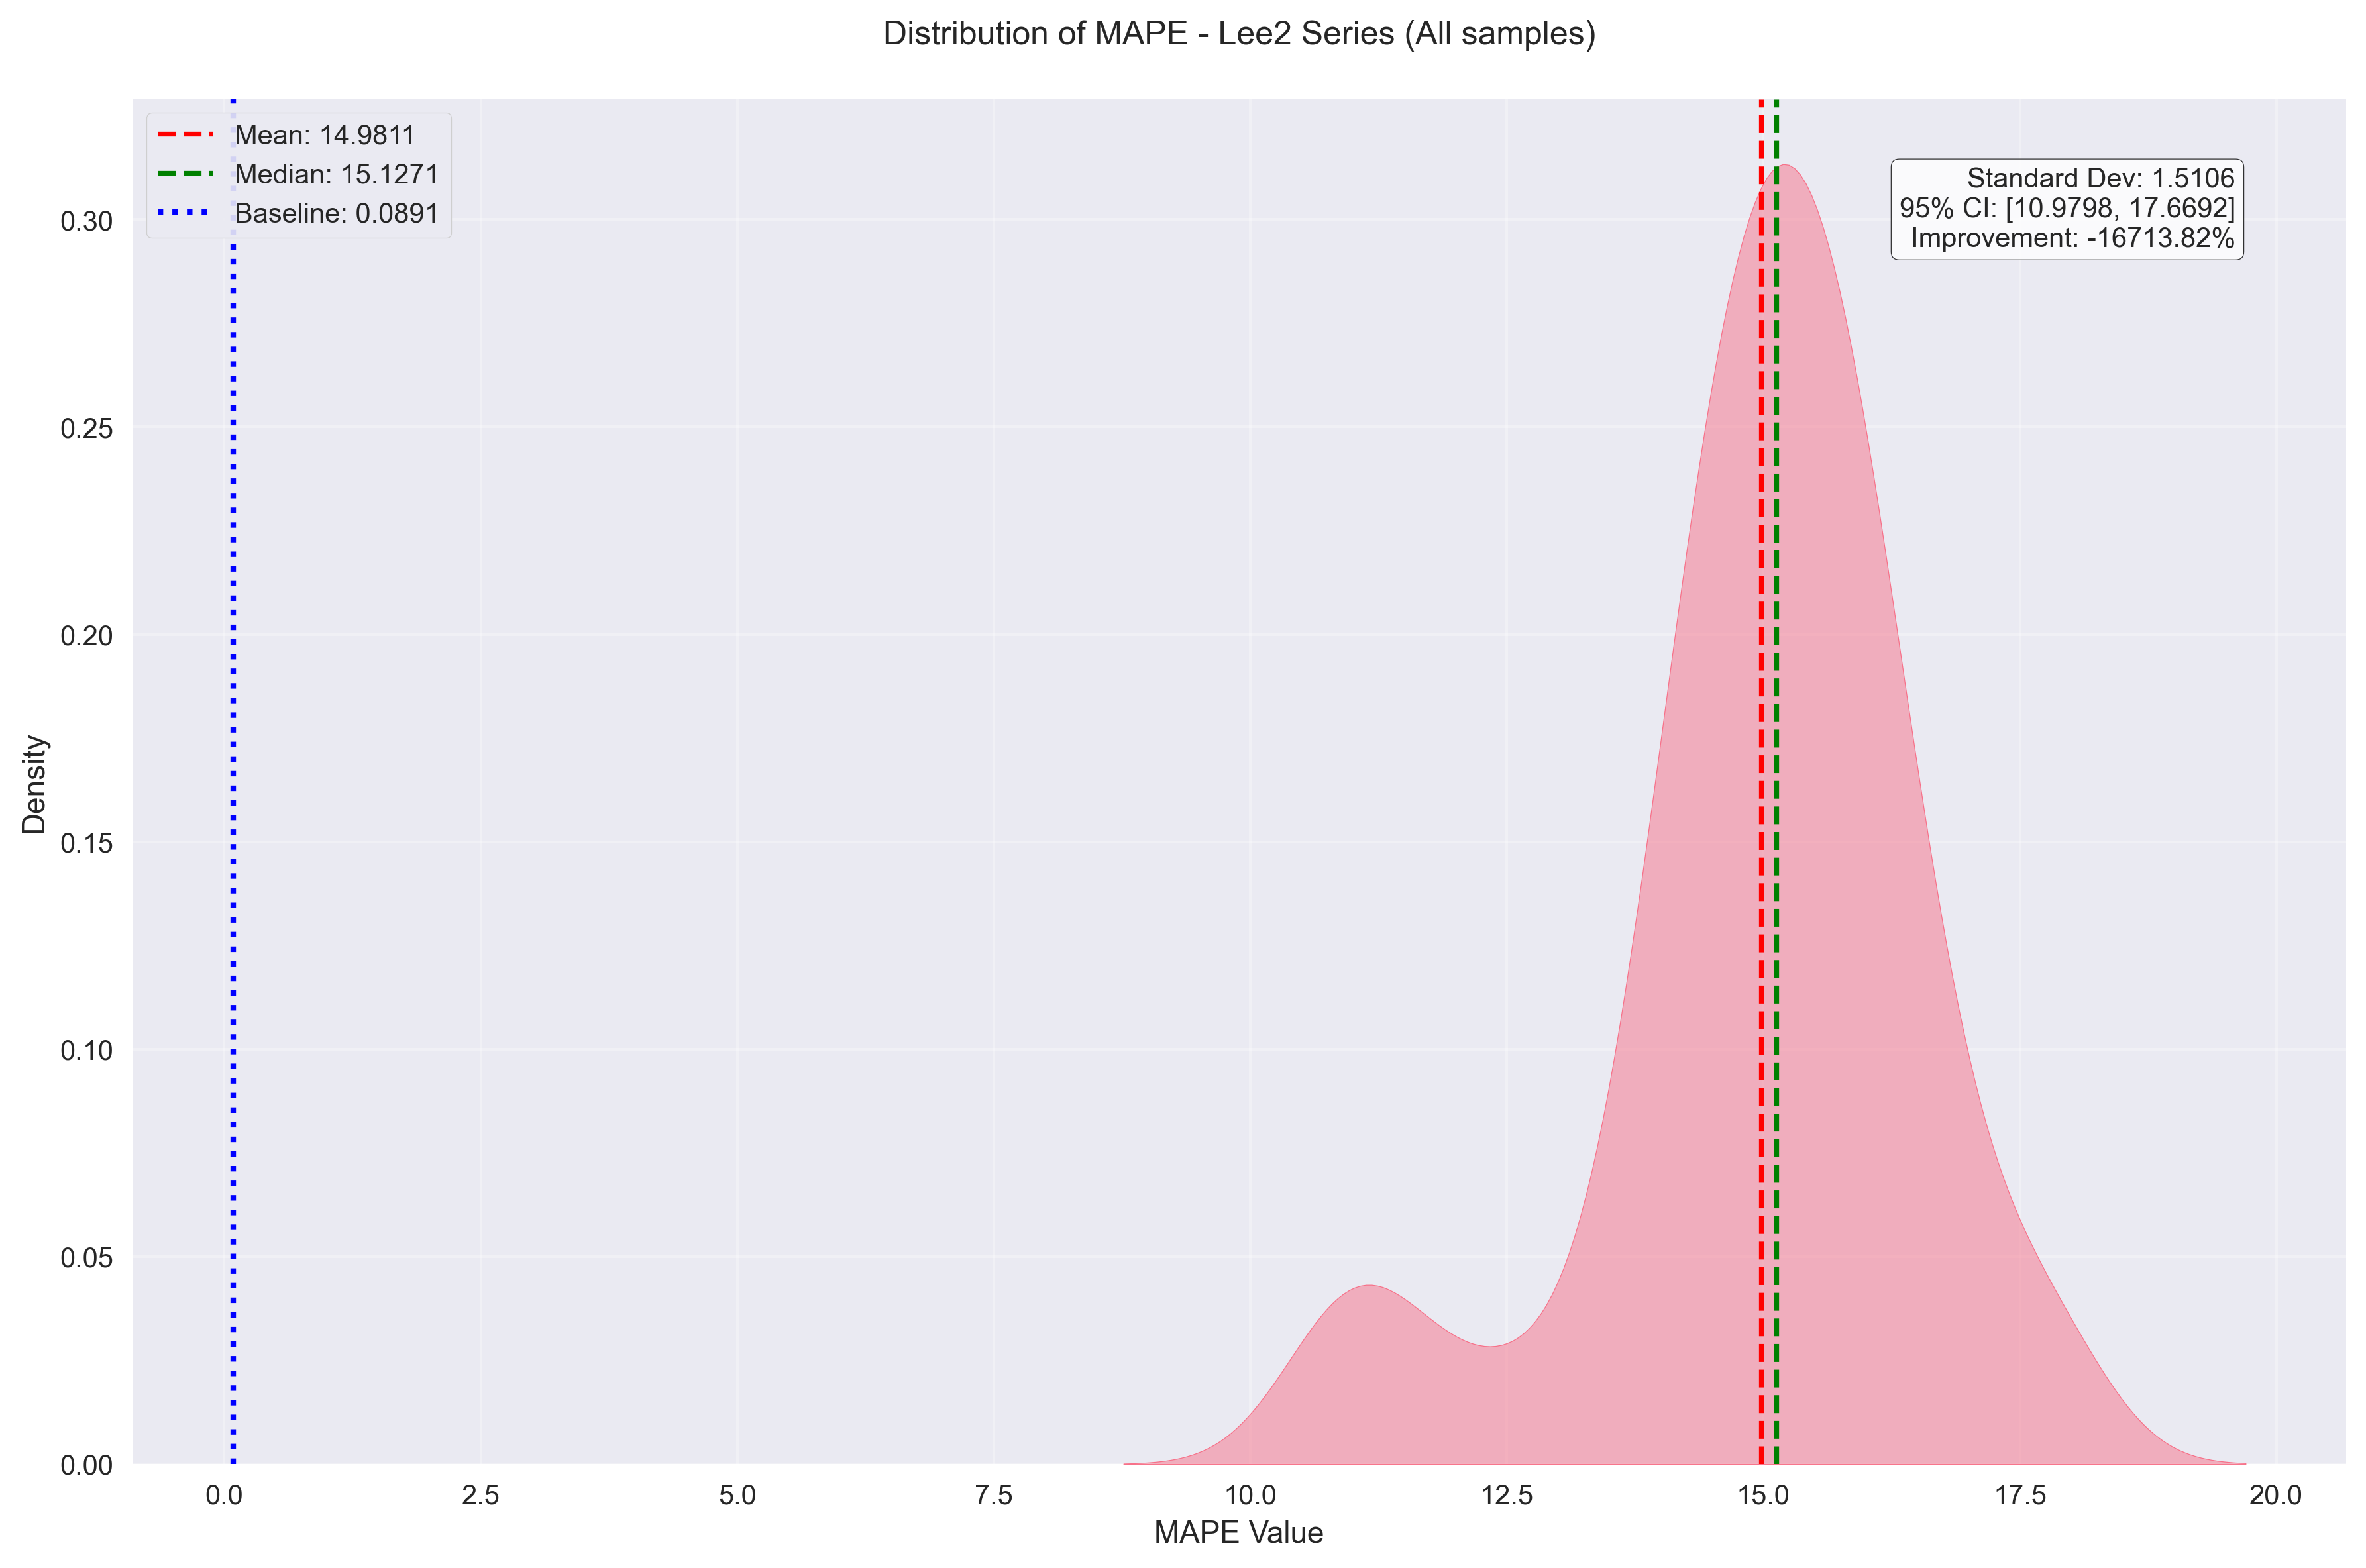 Distribution of MAPE - Lee2 Series (All samples)
Mean: 14.9811
Median: 15.1271
Baseline: 0.0891
Standard Dev: 1.5106
95% CI: [10.9798, 17.6692]
Improvement: -16713.82%
0.30
0.25
0.20
0.15
0.10
0.05
0.00
Density
0.0 2.5 5.0 7.5 10.0 12.5 15.0 17.5 20.0
MAPE Value